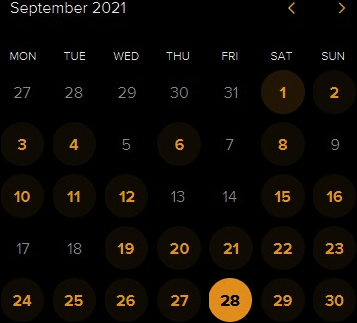 September 2021
MON TUE WED THU FRI SAT SUN
27 28 29 30 31 1 2
3 4 5 6 7 8 9
10 11 12 13 14 15 16
17 18 19 20 21 22 23
24 25 26 27 28 29 30